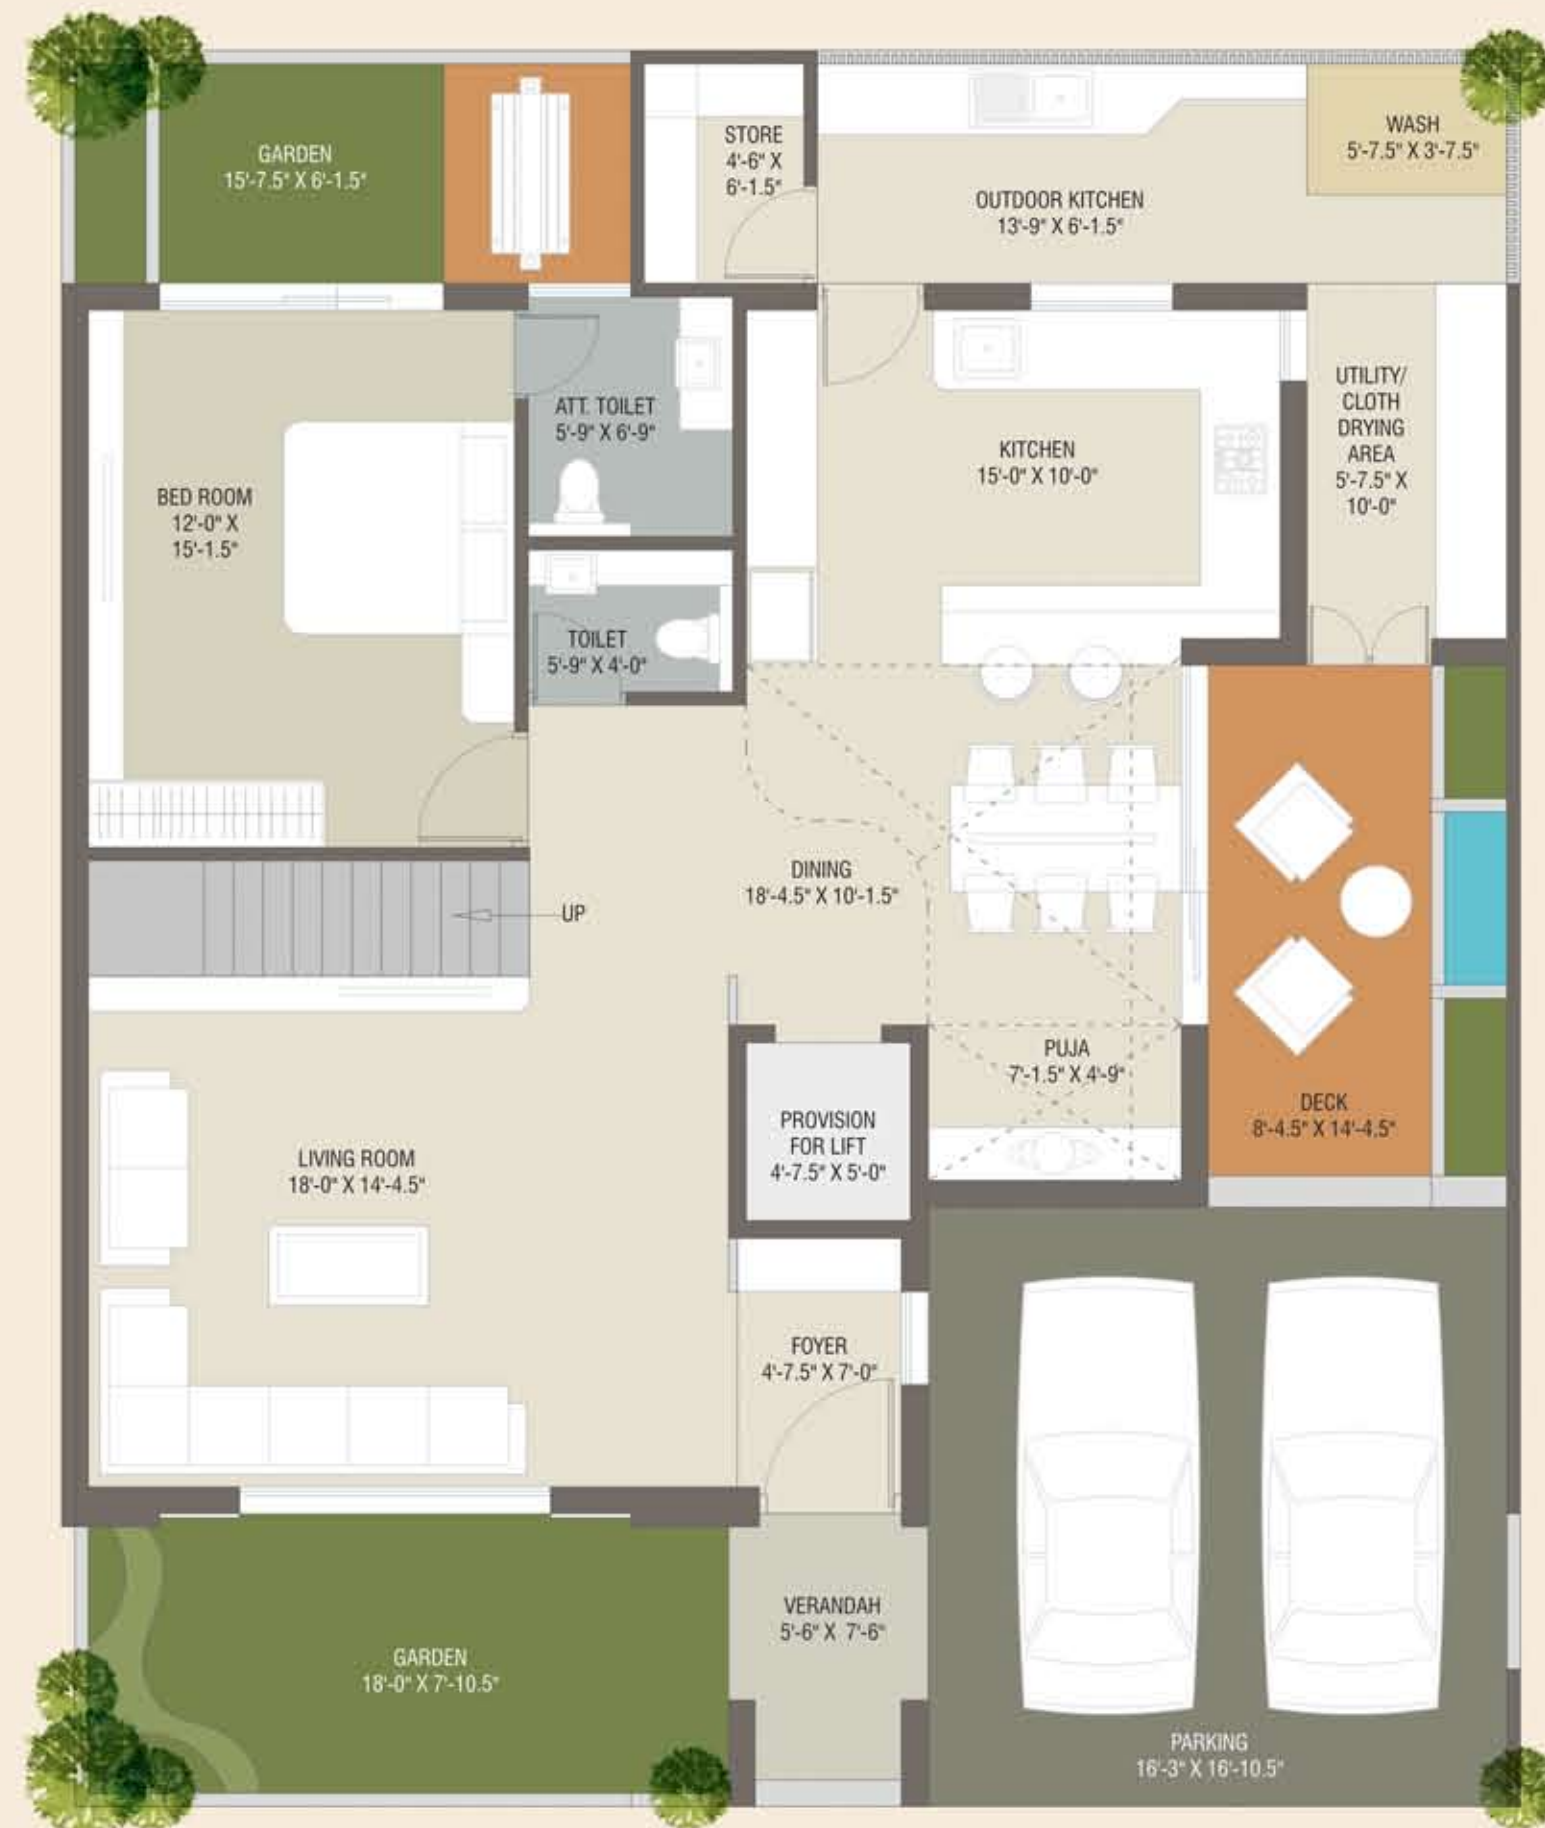 GARDEN
15'-7.5" X 6'-1.5"
STORE
4'-6" X
6'-1.5"
WASH
5'-7.5" X 3'-7.5"
OUTDOOR KITCHEN
13'-9" X 6'-1.5"
BED ROOM
12'-0" X
15'-1.5"
ATT. TOILET
5'-9" X 6'-9"
KITCHEN
15'-0" X 10'-0"
UTILITY/
CLOTH
DRYING
AREA
5'-7.5" X
10'-0"
TOILET
5'-9" X 4'-0"
DINING
18'-4.5" X 10'-1.5"
UP
PUJA
7'-1.5" X 4'-9"
DECK
8'-4.5" X 14'-4.5"
PROVISION
FOR LIFT
4'-7.5" X 5'-0"
LIVING ROOM
18'-0" X 14'-4.5"
FOYER
4'-7.5" X 7'-0"
VERANDAH
5'-6" X 7'-6"
GARDEN
18'-0" X 7'-10.5"
PARKING
16'-3" X 16'-10.5"